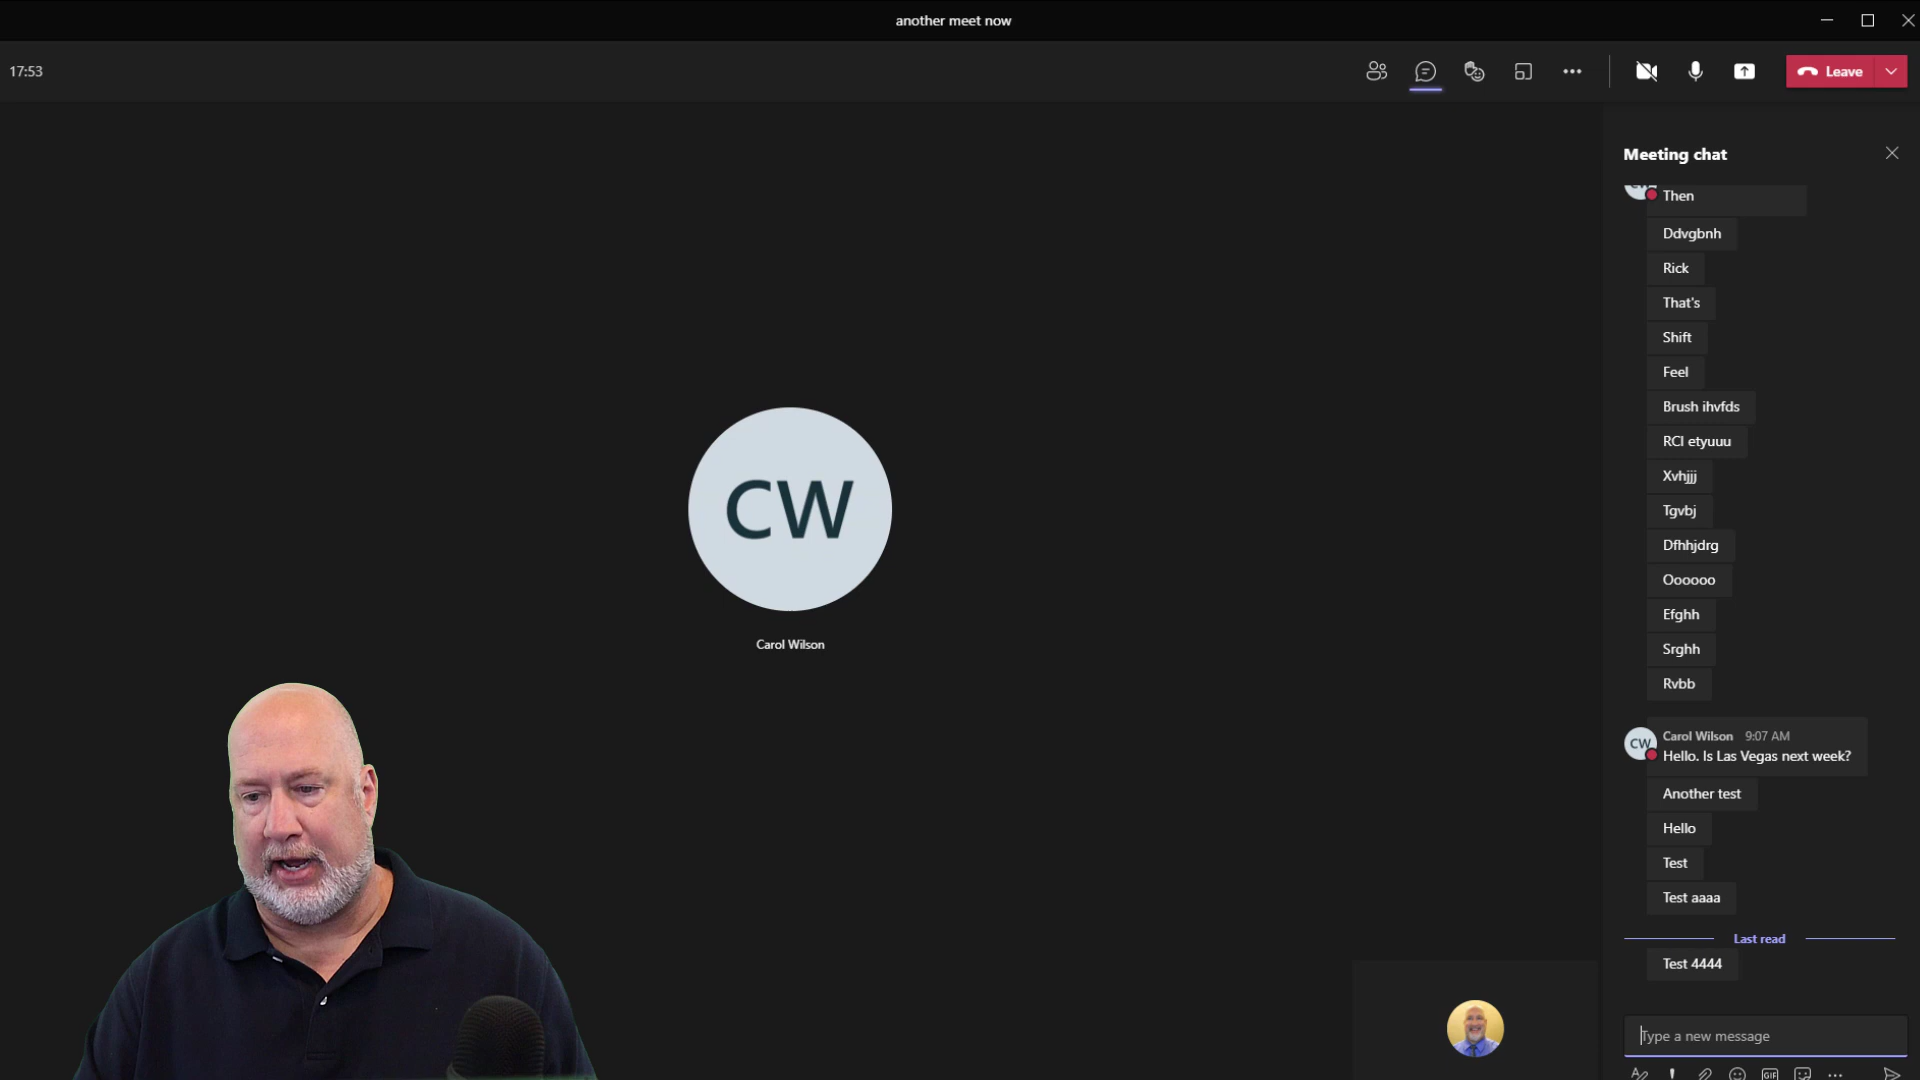 another meet now
17:53
Leave
Meeting chat
Then
Ddvgbnh
Rick
That's
Shift
Feel
Brush ihvfds
RCI etyuuu
Xvhjjj
Tgvbj
Dfhhjdrg
Oooooo
Efghh
Srghh
Rvbb
CW
Carol Wilson
CW
Carol Wilson 9:07 AM
Hello. Is Las Vegas next week?
Another test
Hello
Test
Test aaaa
Last read
Test 4444
Type a new message
GIF